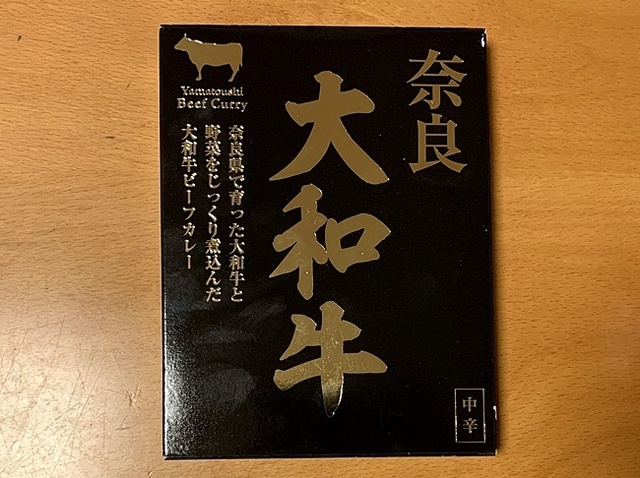 奈良
大和牛
Yamatoushi
Beef Curry
奈良県で育った大和牛と
野菜をじっくり煮込んだ
大和牛ビーフカレー
中辛